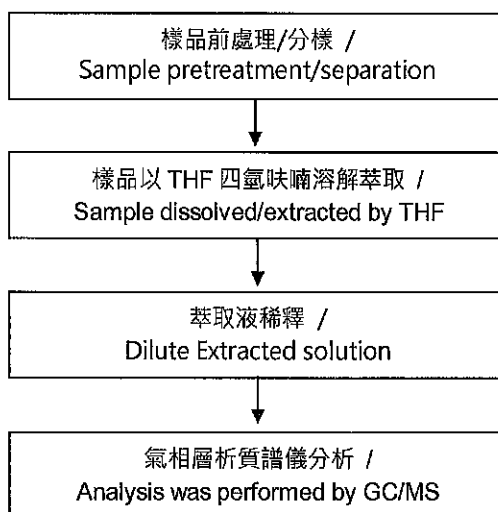 樣品前處理/分樣 /
Sample pretreatment/separation
樣品以 THF 四氫呋喃溶解萃取 /
Sample dissolved/extracted by THF
萃取液稀釋 /
Dilute Extracted solution
氣相層析質譜儀分析 /
Analysis was performed by GC/MS